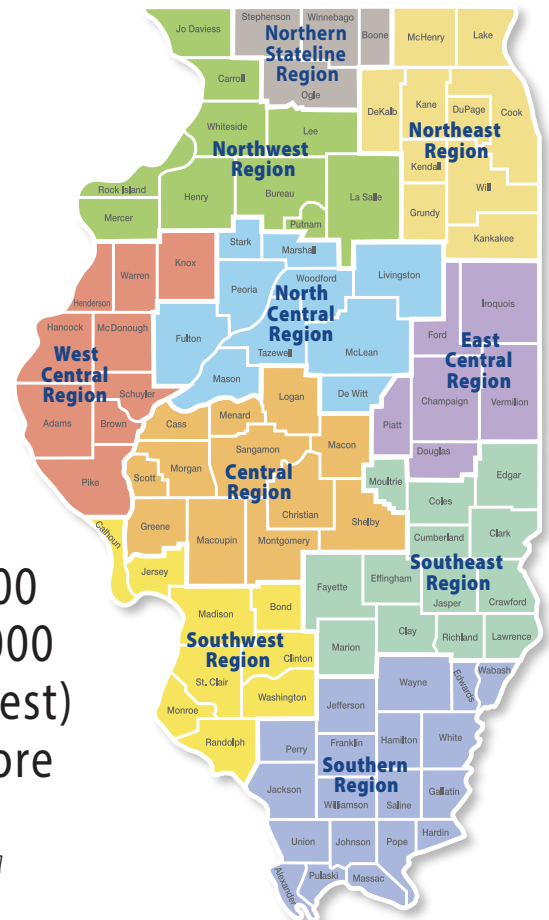 Jo Daviess
Stephenson
Winnebago
Boone
McHenry
Lake
Northern
Stateline
Region
Carroll
Ogle
DeKalb
Kane
DuPage
Cook
Northeast
Region
Whiteside
Lee
Northwest
Region
Kendall
Will
Rock Island
Henry
Bureau
La Salle
Grundy
Mercer
Putnam
Kankakee
Stark
Marshall
Knox
Warren
Henderson
Peoria
Woodford
Livingston
Iroquois
North
Central
Region
Hancock
McDonough
Fulton
Ford
West
Central
Region
Tazewell
McLean
East
Central
Region
Mason
Schuyler
De Witt
Champaign
Vermilion
Adams
Brown
Logan
Menard
Cass
Piatt
Macon
Sangamon
Douglas
Central
Region
Morgan
Scott
Moultrie
Edgar
Pike
Christian
Coles
Shelby
Greene
Macoupin
Montgomery
Cumberland
Clark
Calhoun
Jersey
Southeast
Region
Fayette
Effingham
Jasper
Crawford
00
000
est)
ore
Madison
Bond
Clay
Richland
Lawrence
Southwest
Region
Marion
Clinton
St. Clair
Wabash
Wayne
Edwards
Washington
Monroe
Jefferson
Randolph
Perry
Franklin
Hamilton
White
Southern
Region
Jackson
Williamson
Saline
Gallatin
Union
Johnson
Pope
Hardin
Alexander
Pulaski
Massac